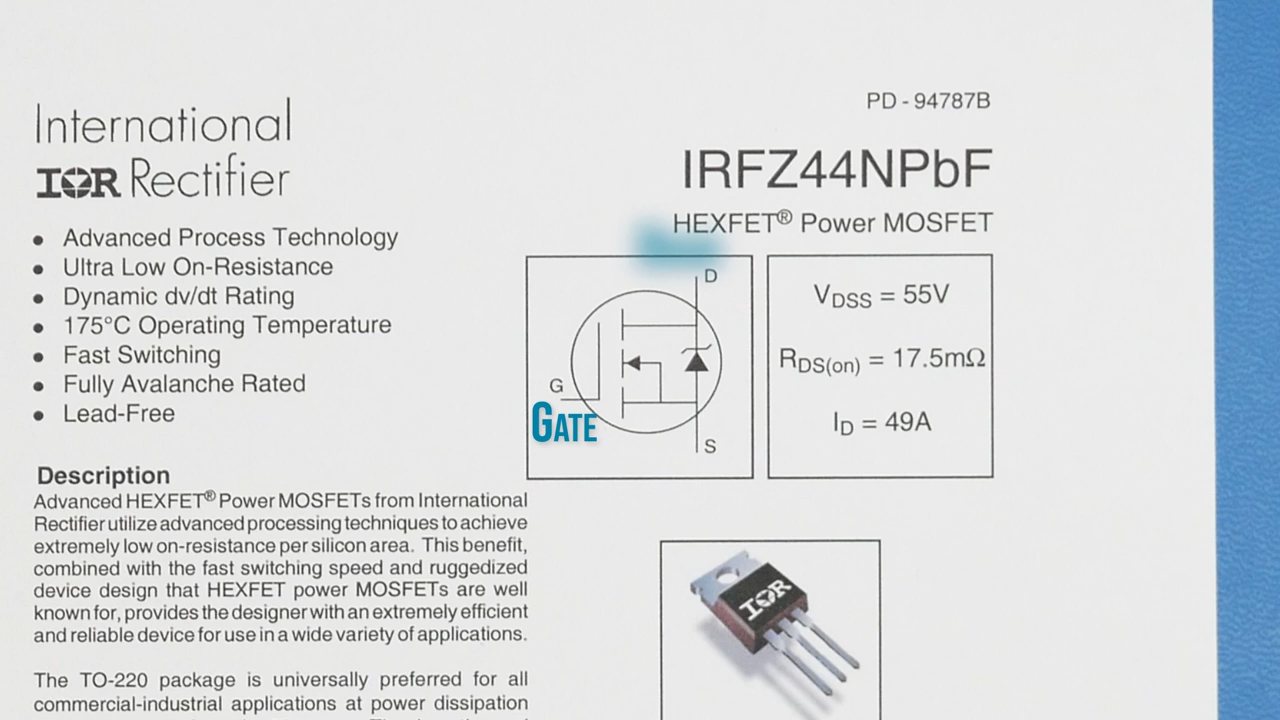 International
IOR Rectifier
PD - 94787B
IRFZ44NPbF
HEXFET® Power MOSFET
• Advanced Process Technology
• Ultra Low On-Resistance
• Dynamic dv/dt Rating
• 175°C Operating Temperature
• Fast Switching
• Fully Avalanche Rated
• Lead-Free
D
G
GATE
S
VDSS = 55V
RDS(on) = 17.5mΩ
ID = 49A
Description
Advanced HEXFET® Power MOSFETs from International
Rectifier utilize advanced processing techniques to achieve
extremely low on-resistance per silicon area. This benefit,
combined with the fast switching speed and ruggedized
device design that HEXFET power MOSFETs are well
known for, provides the designer with an extremely efficient
and reliable device for use in a wide variety of applications.
The TO-220 package is universally preferred for all
commercial-industrial applications at power dissipation
IOR